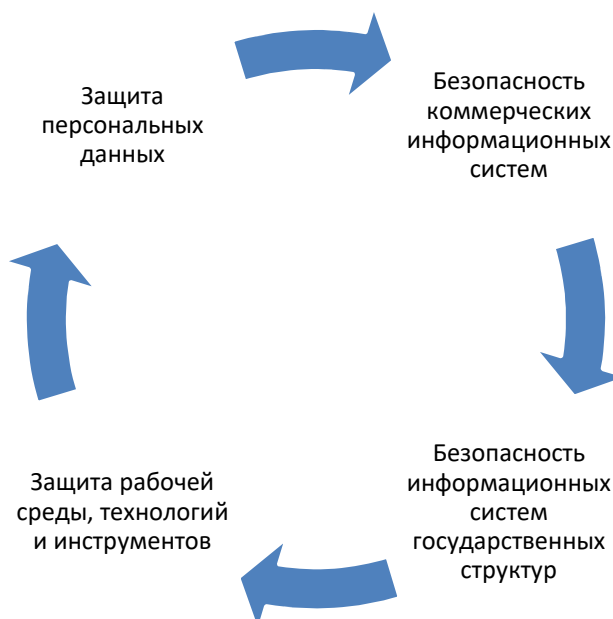 Защита
персональных
данных
Безопасность
коммерческих
информационных
систем
Безопасность
информационных
систем
государственных
структур
Защита рабочей
среды, технологий
и инструментов